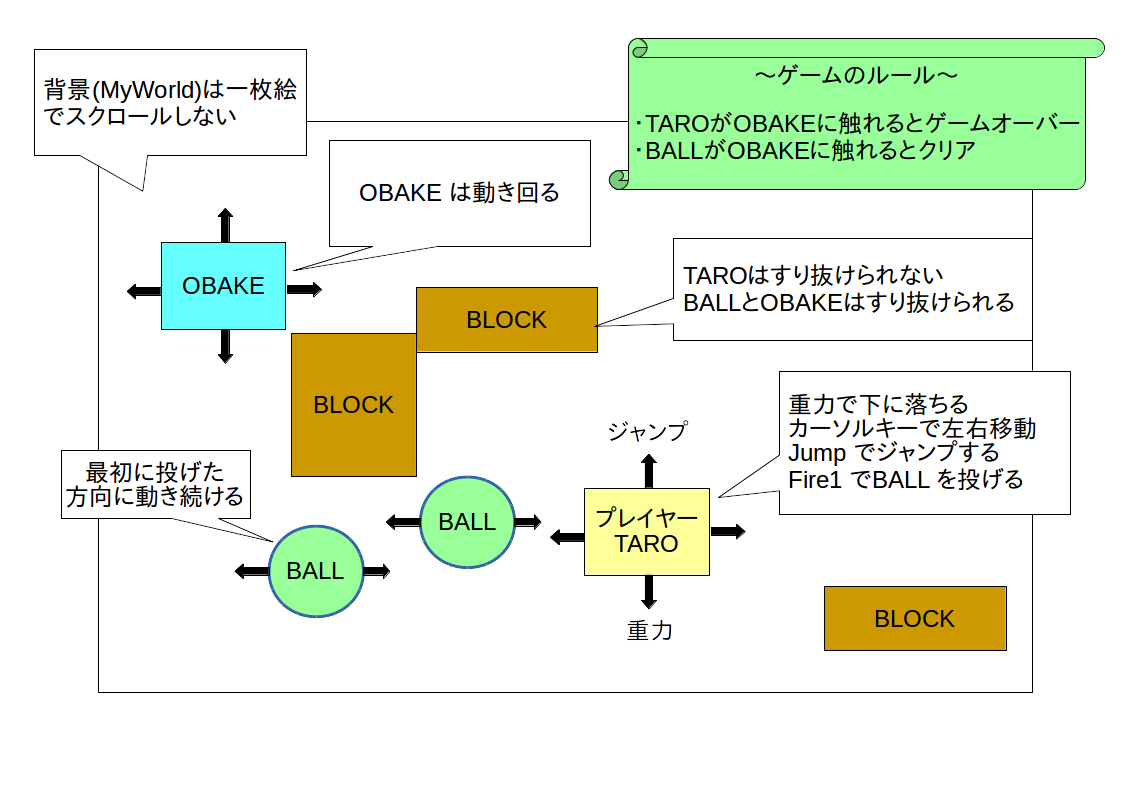 背景(MyWorld)は一枚絵
でスクロールしない
～ゲームのルール～
・TAROがOBAKEに触れるとゲームオーバー
・BALLがOBAKEに触れるとクリア
OBAKE は動き回る
OBAKE
TAROはすり抜けられない
BALLとOBAKEはすり抜けられる
BLOCK
BLOCK
重力で下に落ちる
カーソルキーで左右移動
Jump でジャンプする
Fire1 でBALL を投げる
ジャンプ
最初に投げた
方向に動き続ける
BALL
プレイヤー
TARO
BALL
重力
BLOCK